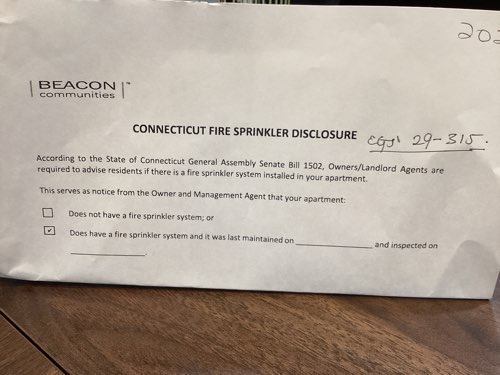 202
BEACON™
communities
CONNECTICUT FIRE SPRINKLER DISCLOSURE 29-315.
According to the State of Connecticut General Assembly Senate Bill 1502, Owners/Landlord Agents are
required to advise residents if there is a fire sprinkler system installed in your apartment.
This serves as notice from the Owner and Management Agent that your apartment:
Does not have a fire sprinkler system; or
Does have a fire sprinkler system and it was last maintained on ____________ and inspected on
____________.